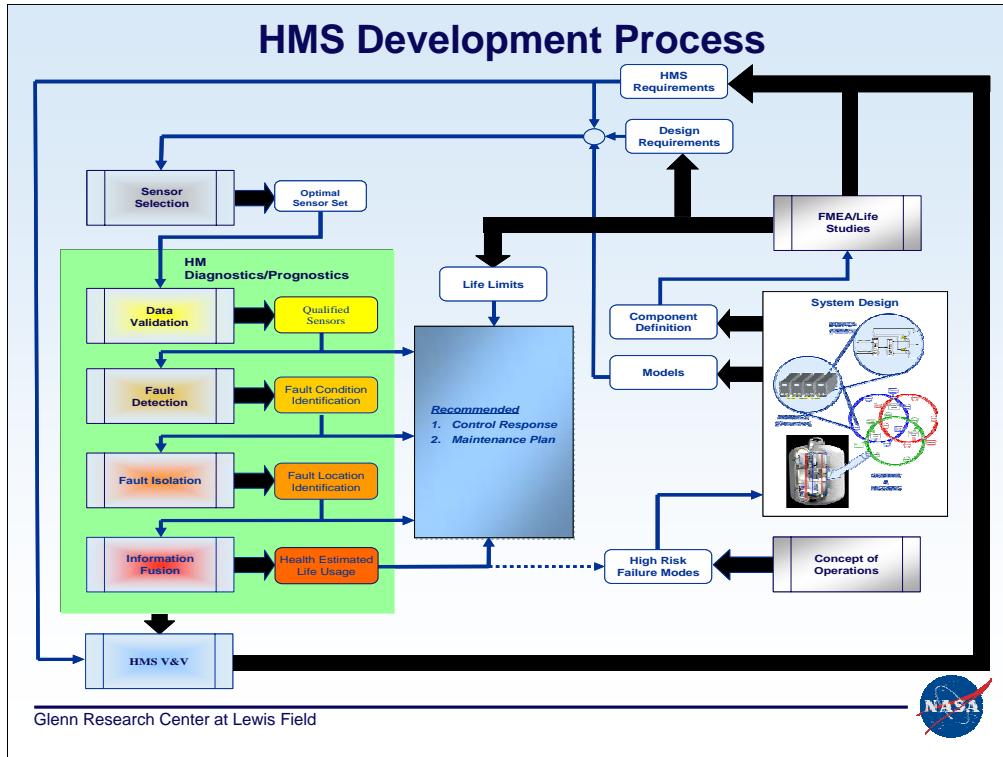 HMS Development Process
HMS
Requirements
Design
Requirements
Sensor
Selection
Optimal
Sensor Set
FMEA/Life
Studies
HM
Diagnostics/Prognostics
Life Limits
System Design
Data
Validation
Qualified
Sensors
Component
Definition
Models
Fault
Detection
Fault Condition
Identification
Recommended
1. Control Response
2. Maintenance Plan
Fault Isolation
Fault Location
Identification
Information
Fusion
Health Estimated
Life Usage
High Risk
Failure Modes
Concept of
Operations
HMS V&V
Glenn Research Center at Lewis Field
NASA